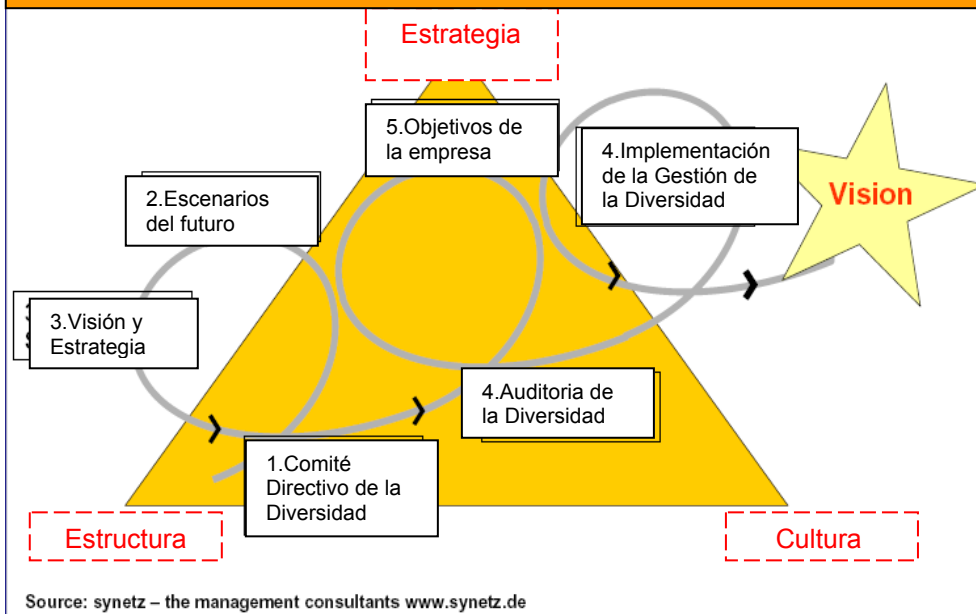 Estrategia
5.Objetivos de
la empresa
4.Implementación
de la Gestión de
la Diversidad
Vision
2.Escenarios
del futuro
3.Visión y
Estrategia
4.Auditoria de
la Diversidad
1.Comité
Directivo de la
Diversidad
Estructura
Cultura
Source: synetz – the management consultants www.synetz.de